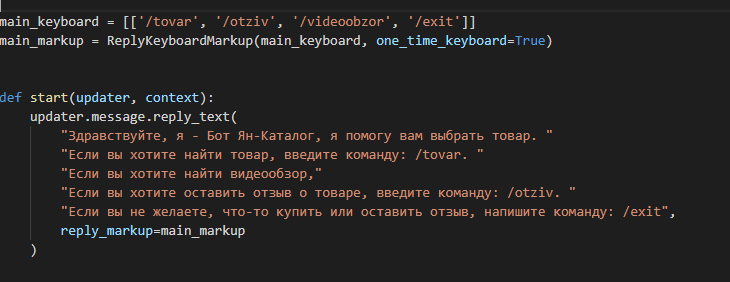 main_keyboard = [['/tovar', '/otziv', '/videoobzor', '/exit']]
main_markup = ReplyKeyboardMarkup(main_keyboard, one_time_keyboard=True)
def start(updater, context):
updater.message.reply_text(
"Здравствуйте, я - Бот Ян-Каталог, я помогу вам выбрать товар. "
"Если вы хотите найти товар, введите команду: /tovar. "
"Если вы хотите найти видеообзор,"
"Если вы хотите оставить отзыв о товаре, введите команду: /otziv. "
"Если вы не желаете, что-то купить или оставить отзыв, напишите команду: /exit",
reply_markup=main_markup
)